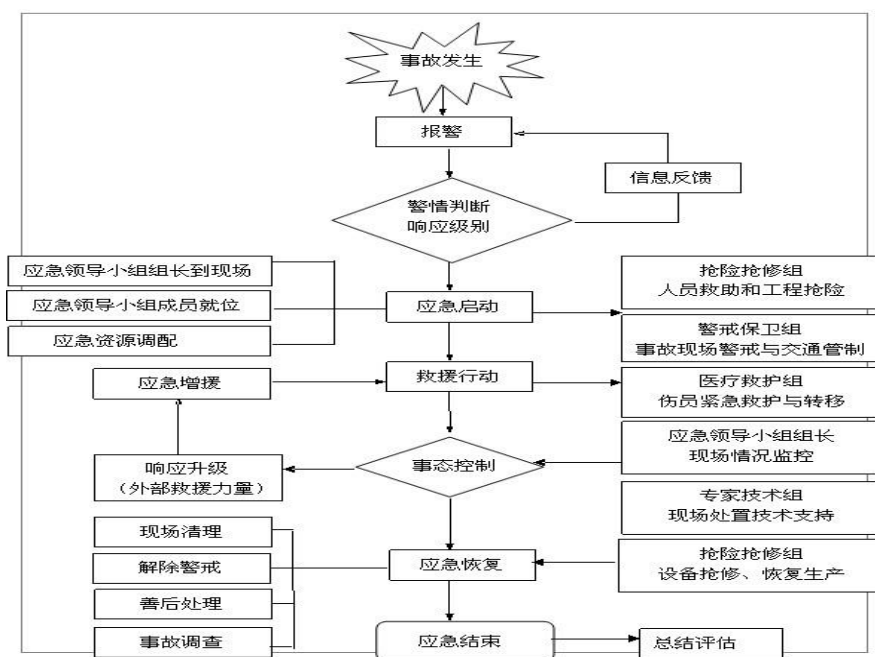 事故发生
报警
信息反馈
警情判断
响应级别
应急领导小组组长到现场
应急领导小组成员就位
应急资源调配
应急启动
抢险抢修组
人员救助和工程抢险
警戒保卫组
事故现场警戒与交通管制
应急增援
救援行动
医疗救护组
伤员紧急救护与转移
响应升级
（外部救援力量）
事态控制
应急领导小组组长
现场情况监控
专家技术组
现场处置技术支持
现场清理
解除警戒
善后处理
事故调查
应急恢复
抢险抢修组
设备抢修、恢复生产
应急结束
总结评估